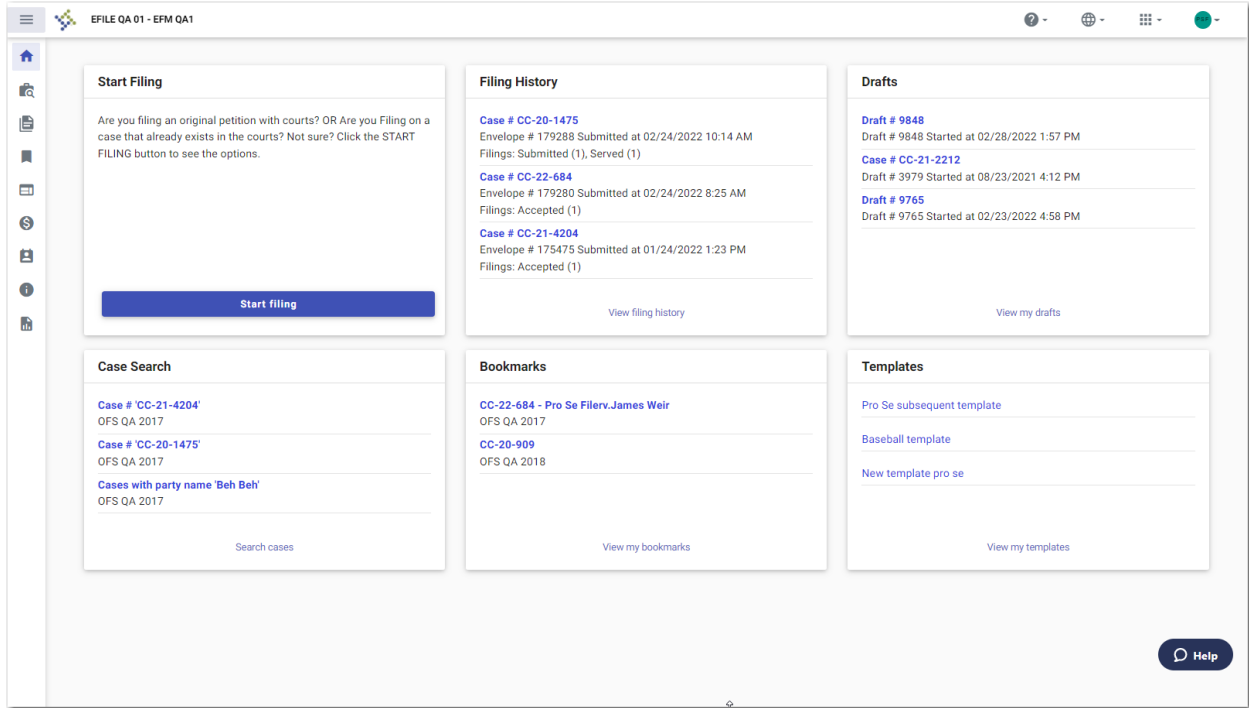 EFILE QA 01 - EFM QA1
Start Filing
Are you filing an original petition with courts? OR Are you Filing on a
case that already exists in the courts? Not sure? Click the START
FILING button to see the options.
Start filing
Filing History
Case # CC-20-1475
Envelope # 179288 Submitted at 02/24/2022 10:14 AM
Filings: Submitted (1), Served (1)
Case # CC-22-684
Envelope # 179280 Submitted at 02/24/2022 8:25 AM
Filings: Accepted (1)
Case # CC-21-4204
Envelope # 175475 Submitted at 01/24/2022 1:23 PM
Filings: Accepted (1)
View filing history
Drafts
Draft # 9848
Draft # 9848 Started at 02/28/2022 1:57 PM
Case # CC-21-2212
Draft # 3979 Started at 08/23/2021 4:12 PM
Draft # 9765
Draft # 9765 Started at 02/23/2022 4:58 PM
View my drafts
Case Search
Case # 'CC-21-4204'
OFS QA 2017
Case # 'CC-20-1475'
OFS QA 2017
Cases with party name 'Beh Beh'
OFS QA 2017
Search cases
Bookmarks
CC-22-684 - Pro Se Filerv.James Weir
OFS QA 2017
CC-20-909
OFS QA 2018
View my bookmarks
Templates
Pro Se subsequent template
Baseball template
New template pro se
View my templates
Help